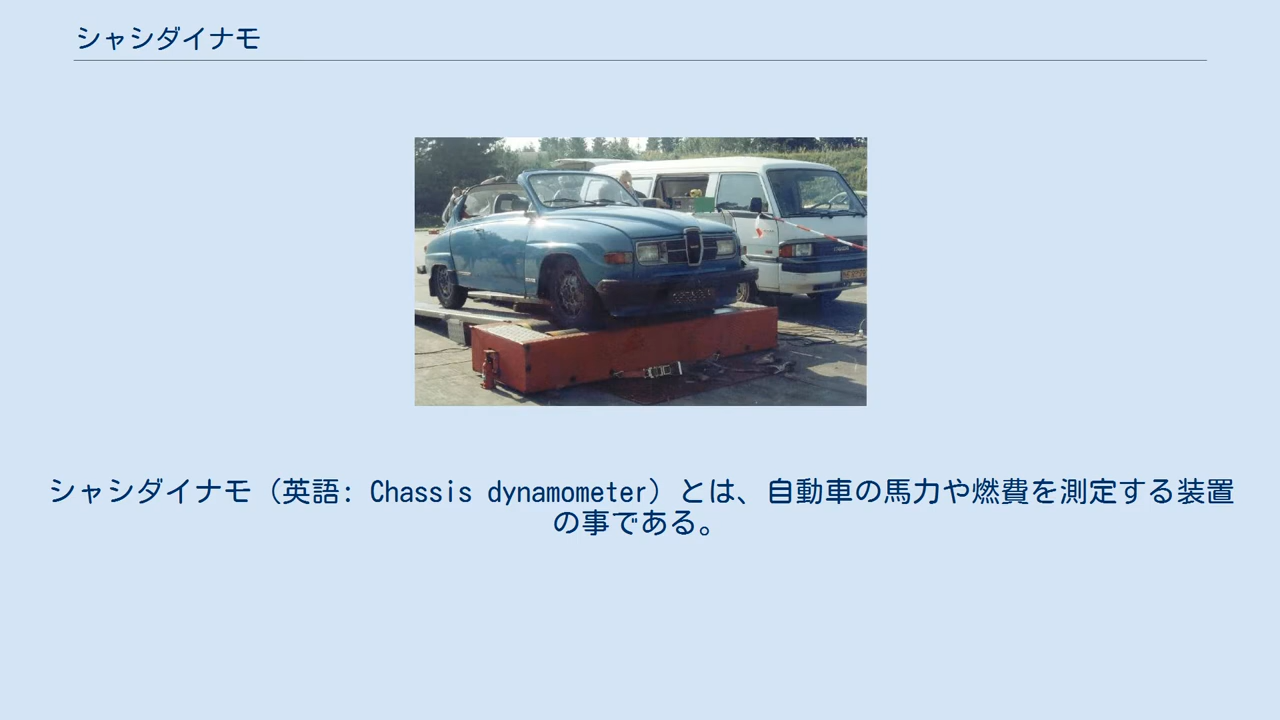 シャシダイナモ
シャシダイナモ（英語: Chassis dynamometer）とは、自動車の馬力や燃費を測定する装置
の事である。